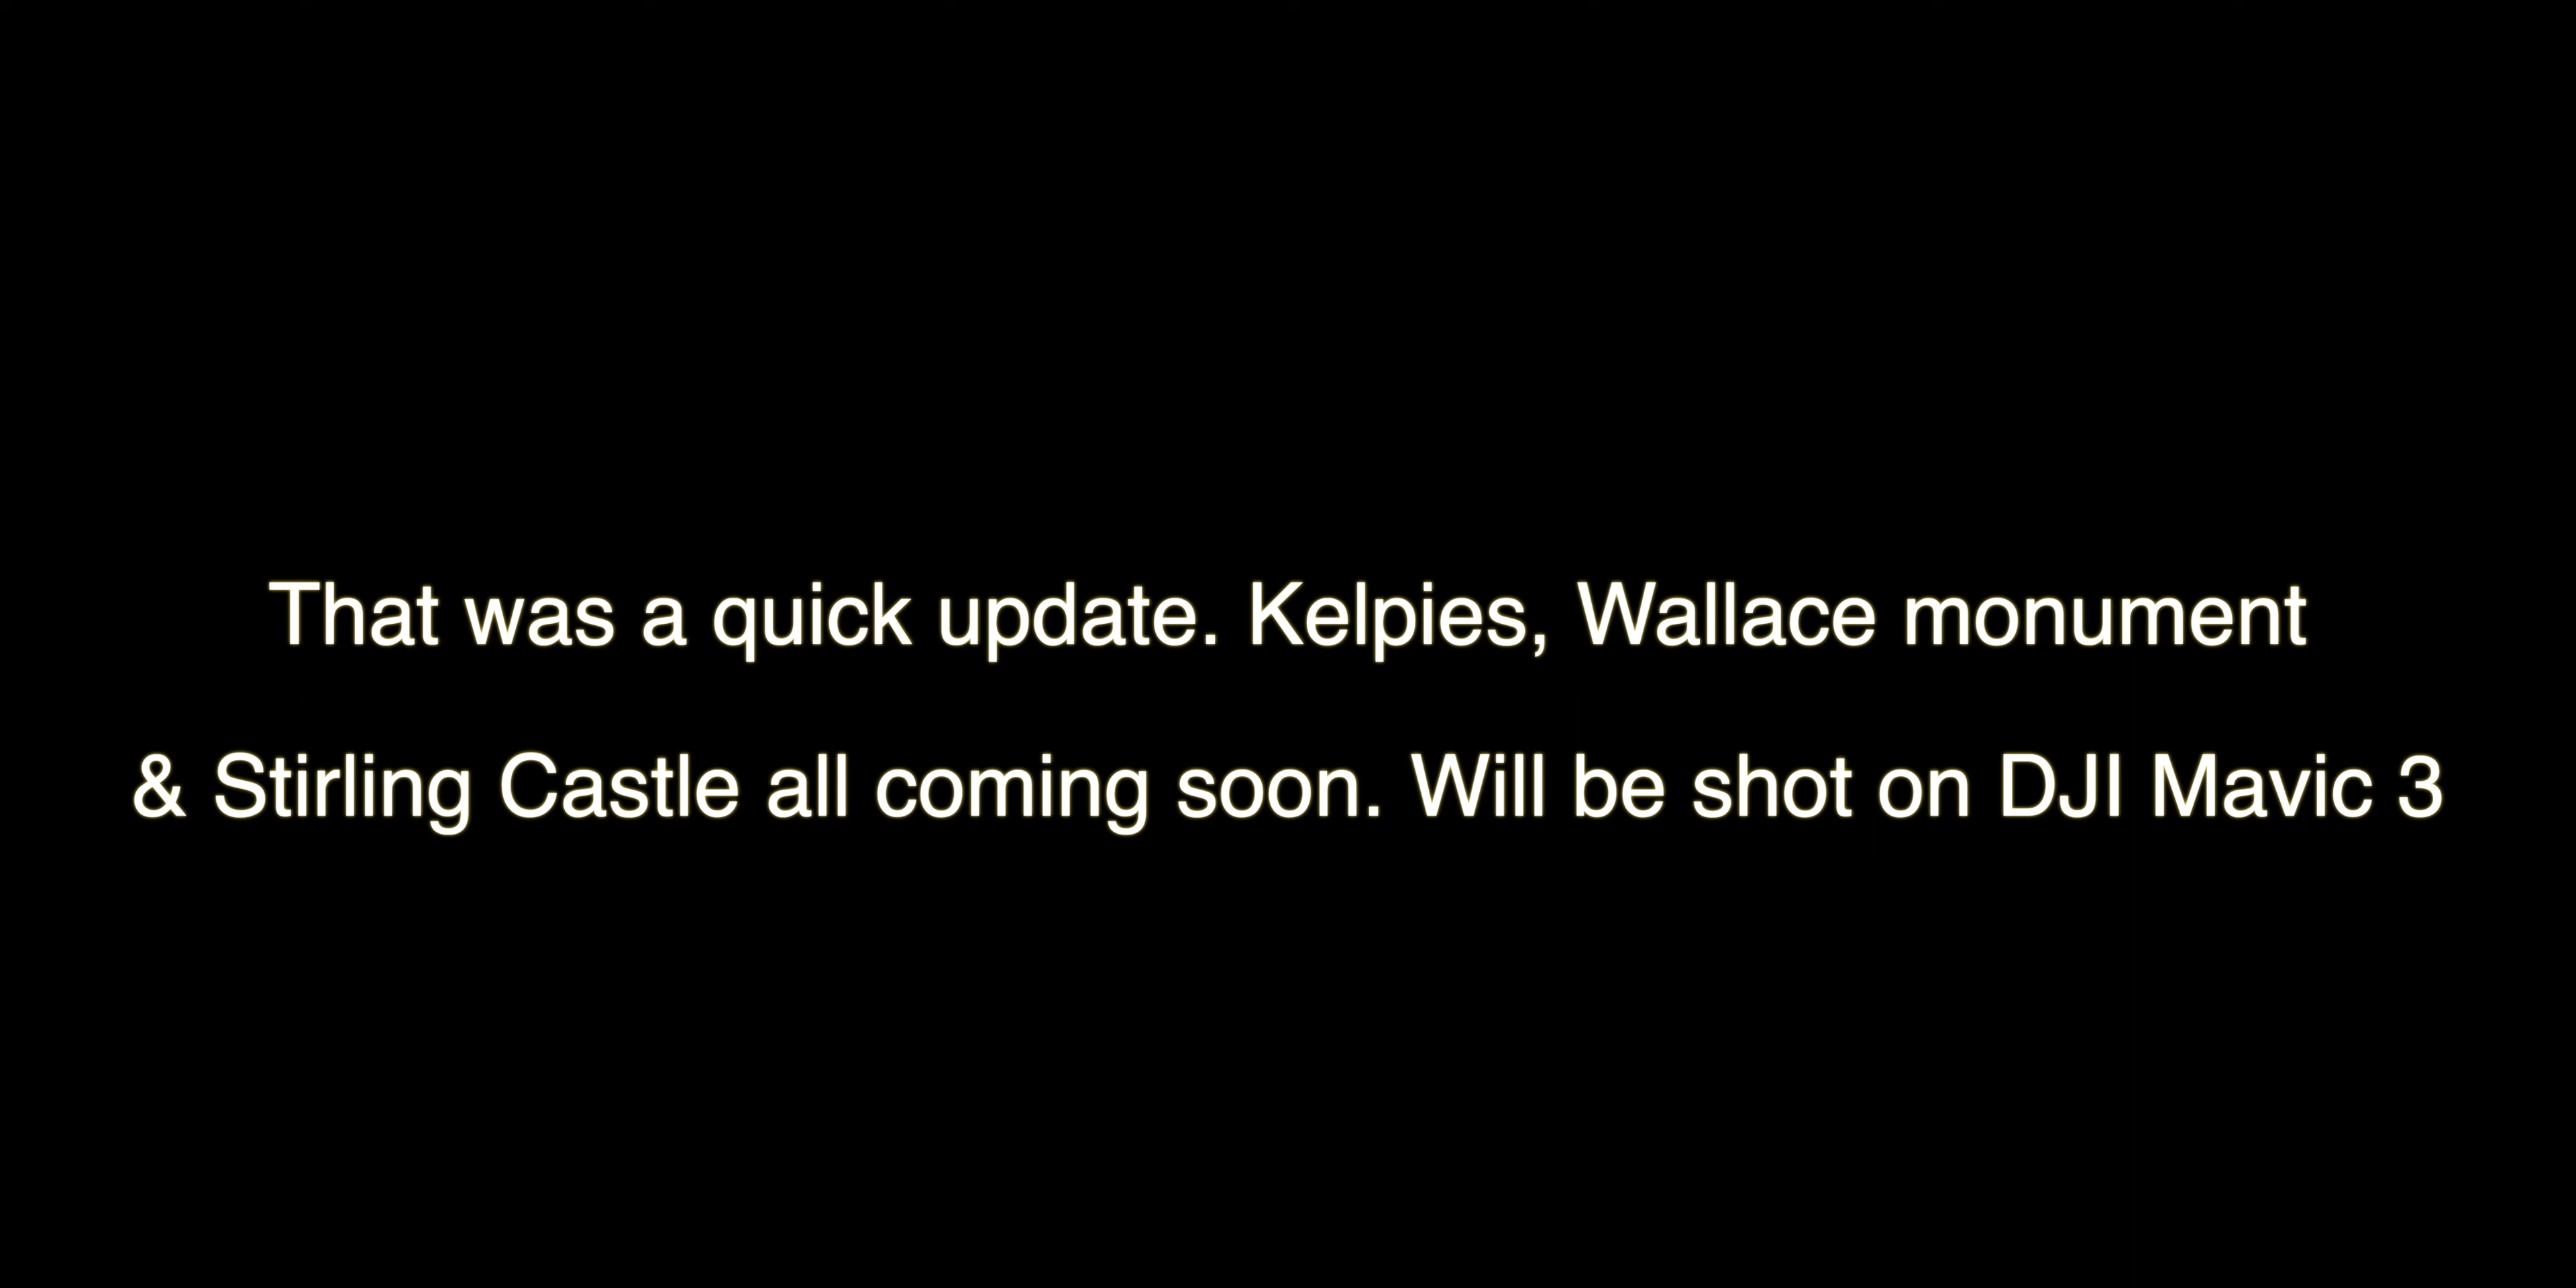 That was a quick update. Kelpies, Wallace monument
& Stirling Castle all coming soon. Will be shot on DJI Mavic 3